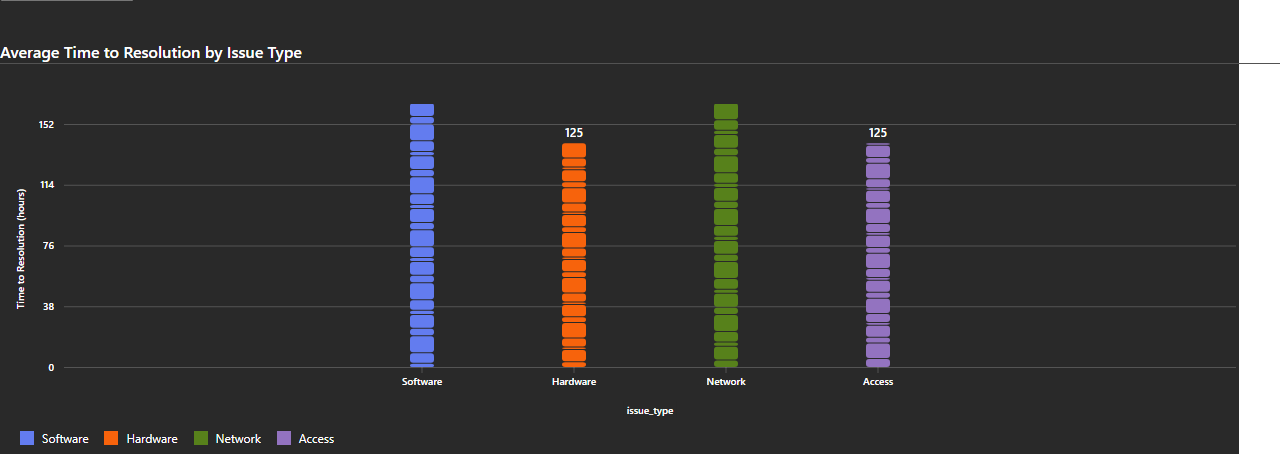 Average Time to Resolution by Issue Type
152
114
76
38
0
Time to Resolution (hours)
125
125
Software
Hardware
Network
Access
issue_type
Software
Hardware
Network
Access